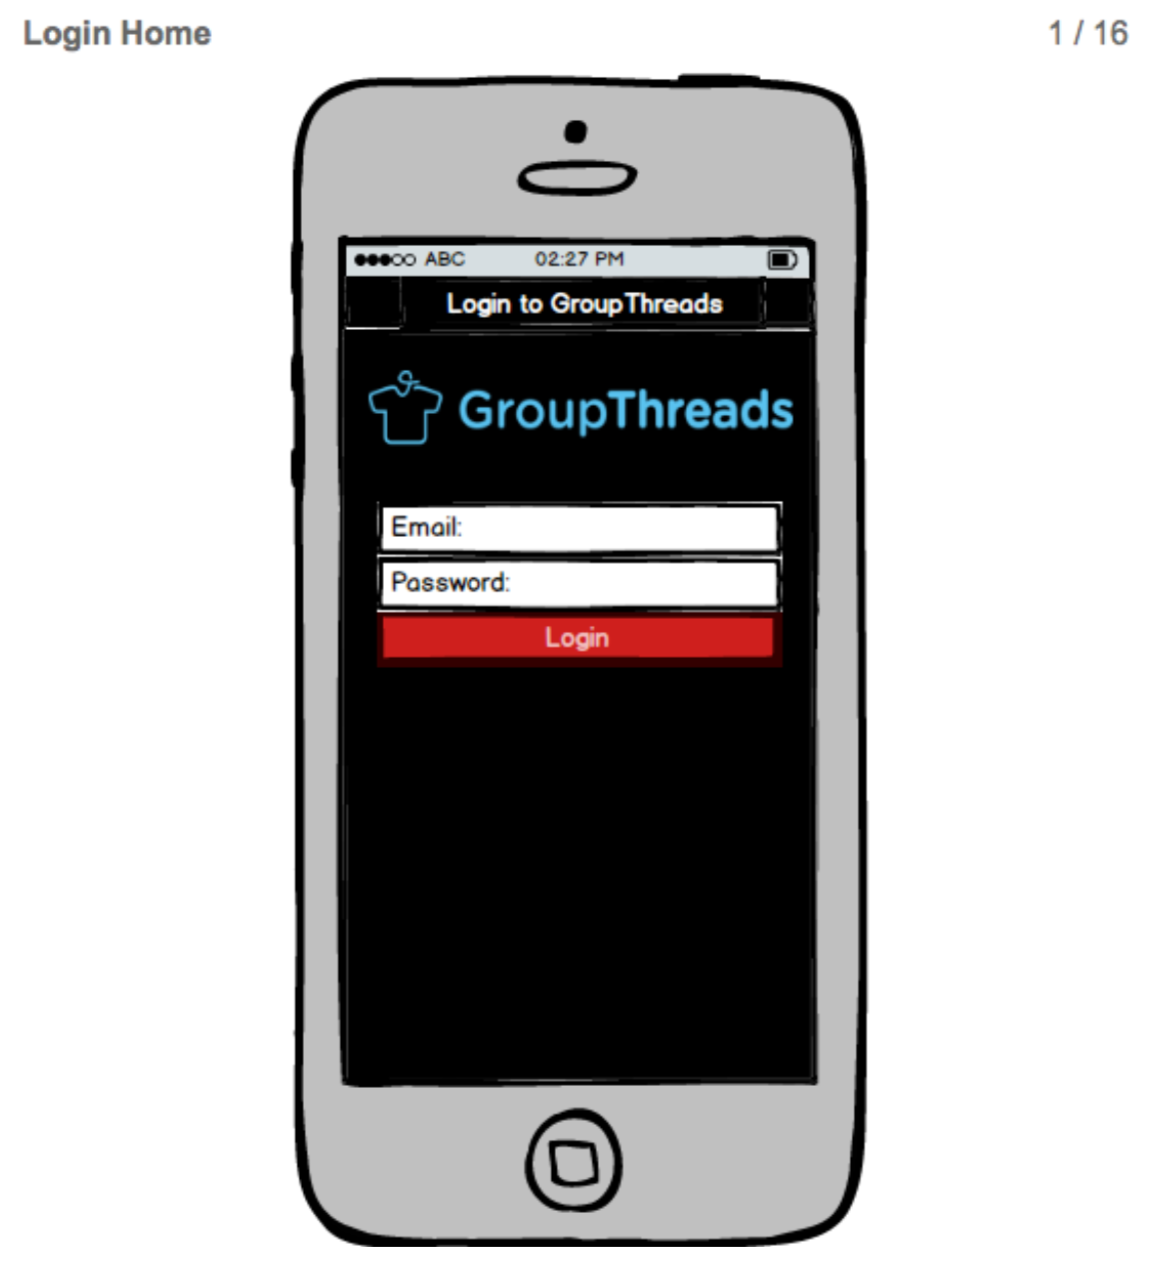 Login Home
1 / 16
ABC 02:27 PM
Login to GroupThreads
GroupThreads
Email:
Password:
Login